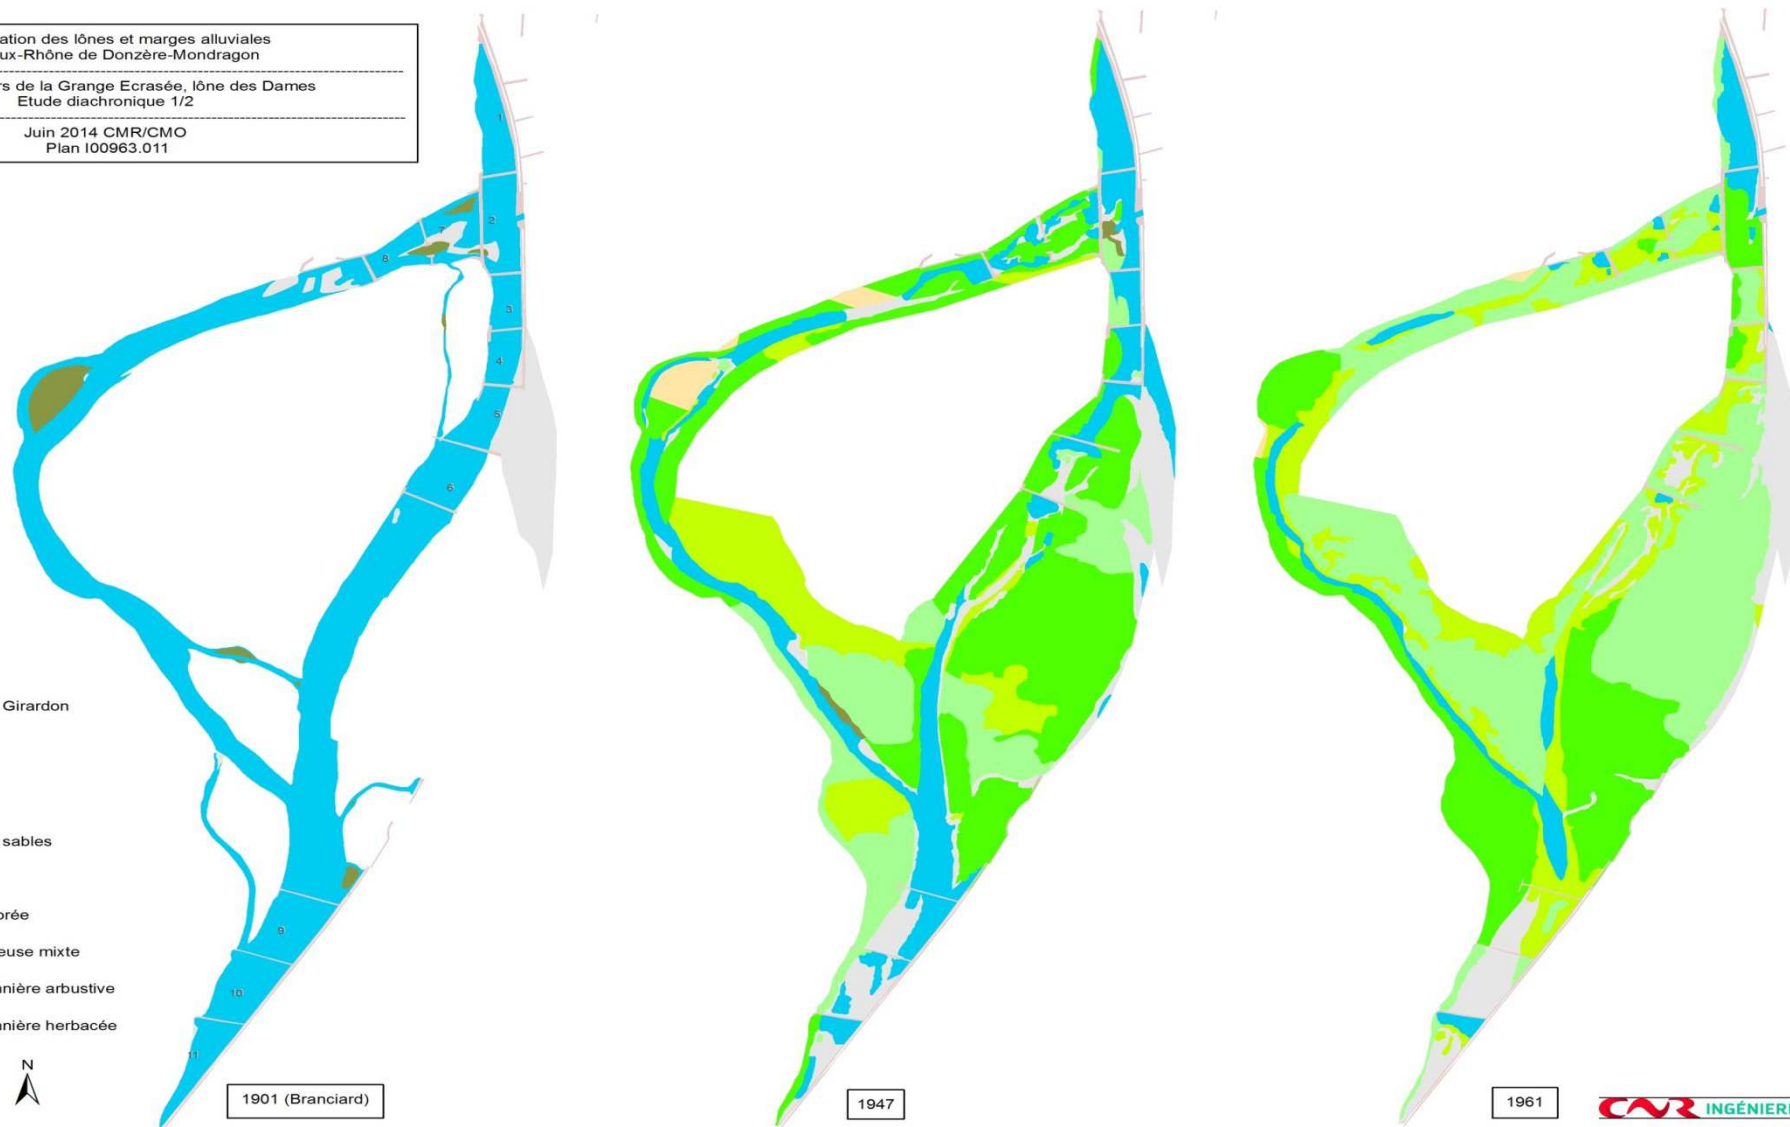 ation des lônes et marges alluviales
ux-Rhône de Donzère-Mondragon
rs de la Grange Ecrasée, lône des Dames
Etude diachronique 1/2
Juin 2014 CMR/CMO
Plan I00963.011
1
2
7
8
3
4
5
6
Girardon
sables
orée
euse mixte
nnière arbustive
nnière herbacée
9
10
11
N
1901 (Branciard)
1947
1961
CNR INGÉNIERI